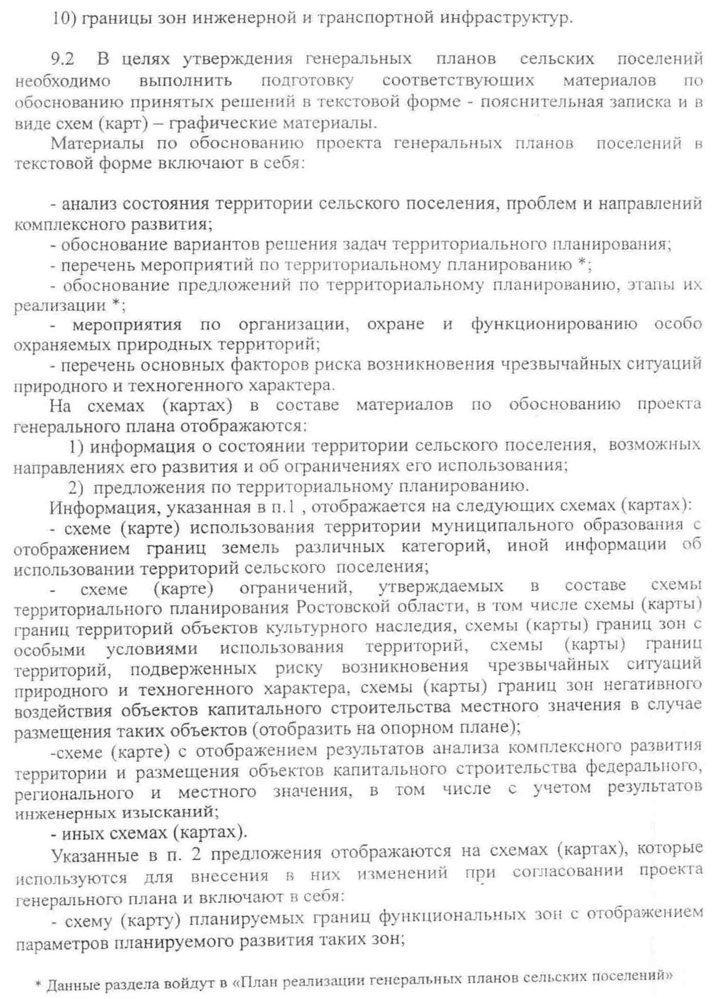 10) границы зон инженерной и транспортной инфраструктур.
9.2 В целях утверждения генеральных планов сельских поселений
необходимо выполнить подготовку соответствующих материалов по
обоснованию принятых решений в текстовой форме - пояснительная записка и в
виде схем (карт) – графические материалы.
Материалы по обоснованию проекта генеральных планов поселений в
текстовой форме включают в себя:
- анализ состояния территории сельского поселения, проблем и направлений
комплексного развития;
- обоснование вариантов решения задач территориального планирования;
- перечень мероприятий по территориальному планированию *;
- обоснование предложений по территориальному планированию, этапы их
реализации *;
- мероприятия по организации, охране и функционированию особо
охраняемых природных территорий;
- перечень основных факторов риска возникновения чрезвычайных ситуаций
природного и техногенного характера.
На схемах (картах) в составе материалов по обоснованию проекта
генерального плана отображаются:
1) информация о состоянии территории сельского поселения, возможных
направлениях его развития и об ограничениях его использования;
2) предложения по территориальному планированию.
Информация, указанная в п.1 , отображается на следующих схемах (картах):
- схеме (карте) использования территории муниципального образования с
отображением границ земель различных категорий, иной информации об
использовании территорий сельского поселения;
- схеме (карте) ограничений, утверждаемых в составе схемы
территориального планирования Ростовской области, в том числе схемы (карты)
границ территорий объектов культурного наследия, схемы (карты) границ зон с
особыми условиями использования территорий, схемы (карты) границ
территорий, подверженных риску возникновения чрезвычайных ситуаций
природного и техногенного характера, схемы (карты) границ зон негативного
воздействия объектов капитального строительства местного значения в случае
размещения таких объектов (отобразить на опорном плане);
-схеме (карте) с отображением результатов анализа комплексного развития
территории и размещения объектов капитального строительства федерального,
регионального и местного значения, в том числе с учетом результатов
инженерных изысканий;
- иных схемах (картах).
Указанные в п. 2 предложения отображаются на схемах (картах), которые
используются для внесения в них изменений при согласовании проекта
генерального плана и включают в себя:
- схему (карту) планируемых границ функциональных зон с отображением
параметров планируемого развития таких зон;
* Данные раздела войдут в «План реализации генеральных планов сельских поселений»